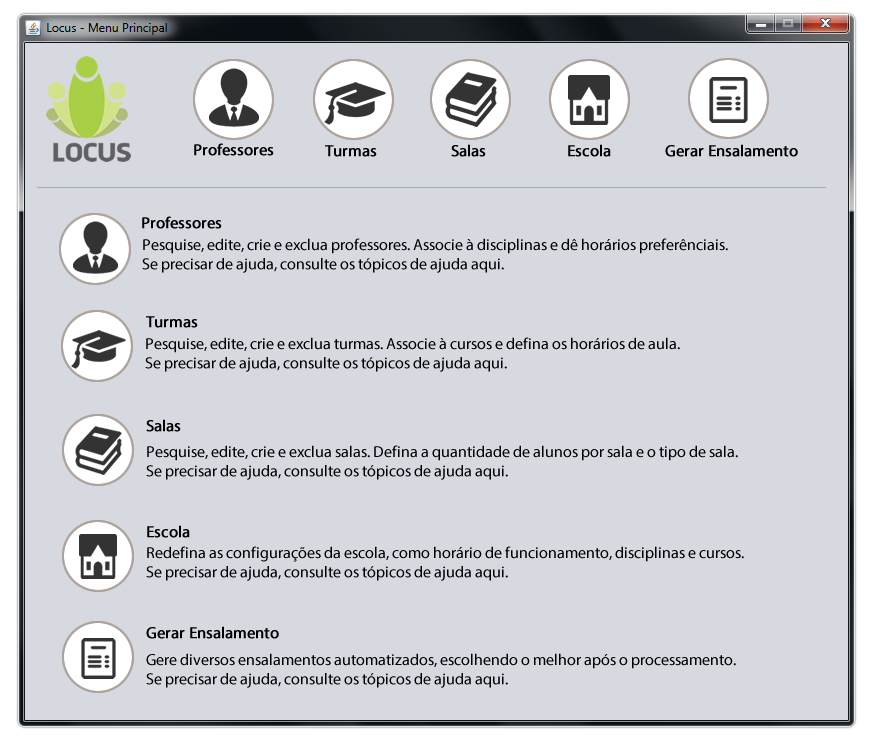 Locus - Menu Principal
LOCUS
Professores
Turmas
Salas
Escola
Gerar Ensalamento
Professores
Pesquise, edite, crie e exclua professores. Associe à disciplinas e dê horários preferênciais.
Se precisar de ajuda, consulte os tópicos de ajuda aqui.
Turmas
Pesquise, edite, crie e exclua turmas. Associe à cursos e defina os horários de aula.
Se precisar de ajuda, consulte os tópicos de ajuda aqui.
Salas
Pesquise, edite, crie e exclua salas. Defina a quantidade de alunos por sala e o tipo de sala.
Se precisar de ajuda, consulte os tópicos de ajuda aqui.
Escola
Redefina as configurações da escola, como horário de funcionamento, disciplinas e cursos.
Se precisar de ajuda, consulte os tópicos de ajuda aqui.
Gerar Ensalamento
Gere diversos ensalamentos automatizados, escolhendo o melhor após o processamento.
Se precisar de ajuda, consulte os tópicos de ajuda aqui.